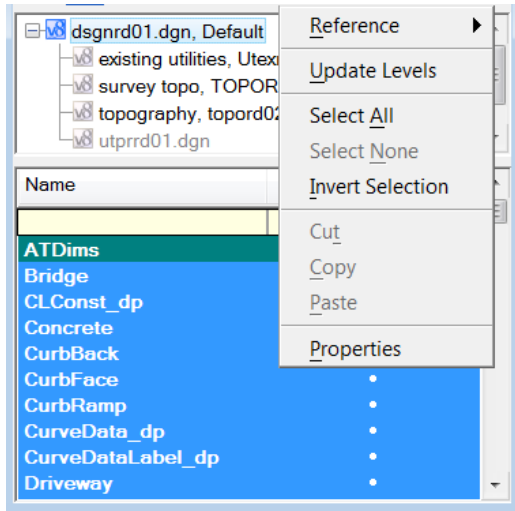 dsgnrd01.dgn, Default
existing utilities, Utex
survey topo, TOPOR
topography, topord02
utprrd01.dgn
Reference
Update Levels
Select All
Select None
Invert Selection
Cut
Copy
Paste
Properties
Name
ATDims
Bridge
CLConst_dp
Concrete
CurbBack
CurbFace
CurbRamp
CurveData_dp
CurveDataLabel_dp
Driveway